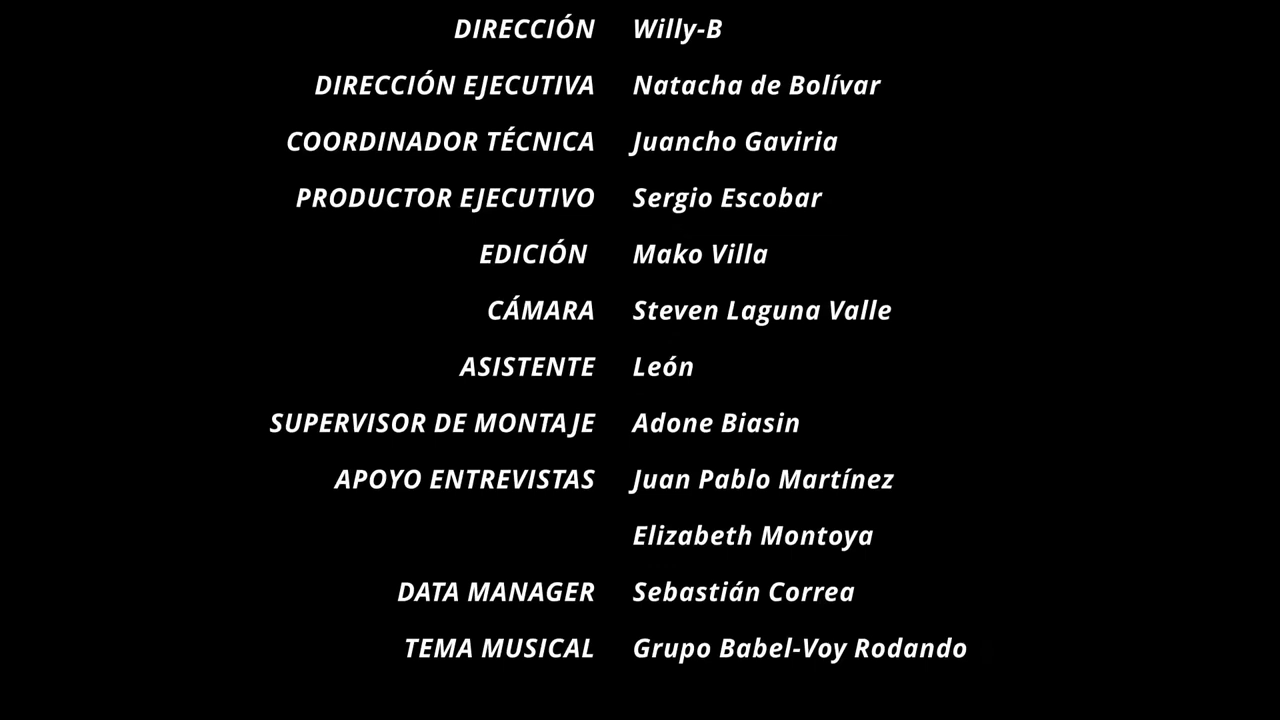 DIRECCIÓN Willy-B
DIRECCIÓN EJECUTIVA Natacha de Bolívar
COORDINADOR TÉCNICA Juancho Gaviria
PRODUCTOR EJECUTIVO Sergio Escobar
EDICIÓN Mako Villa
CÁMARA Steven Laguna Valle
ASISTENTE León
SUPERVISOR DE MONTAJE Adone Biasin
APOYO ENTREVISTAS Juan Pablo Martínez
Elizabeth Montoya
DATA MANAGER Sebastián Correa
TEMA MUSICAL Grupo Babel-Voy Rodando